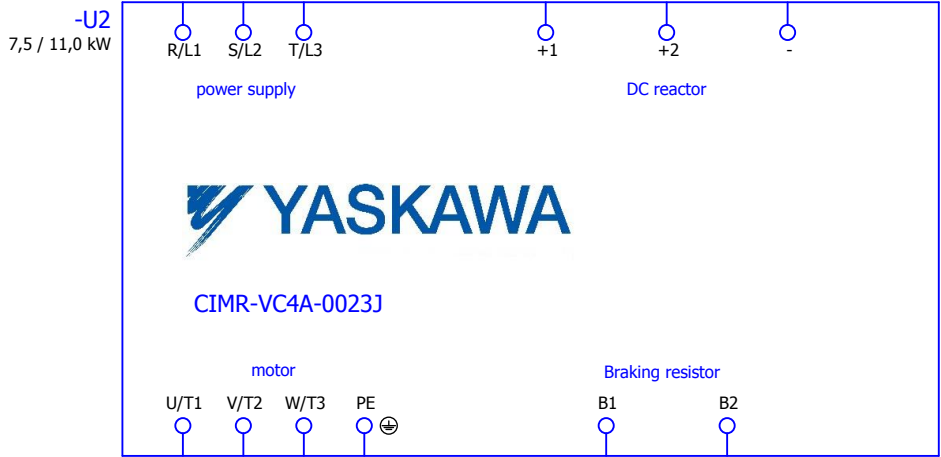 -U2
7,5 / 11,0 kW
R/L1 S/L2 T/L3 +1 +2 -
power supply DC reactor
YASKAWA
CIMR-VC4A-0023J
motor Braking resistor
U/T1 V/T2 W/T3 PE B1 B2